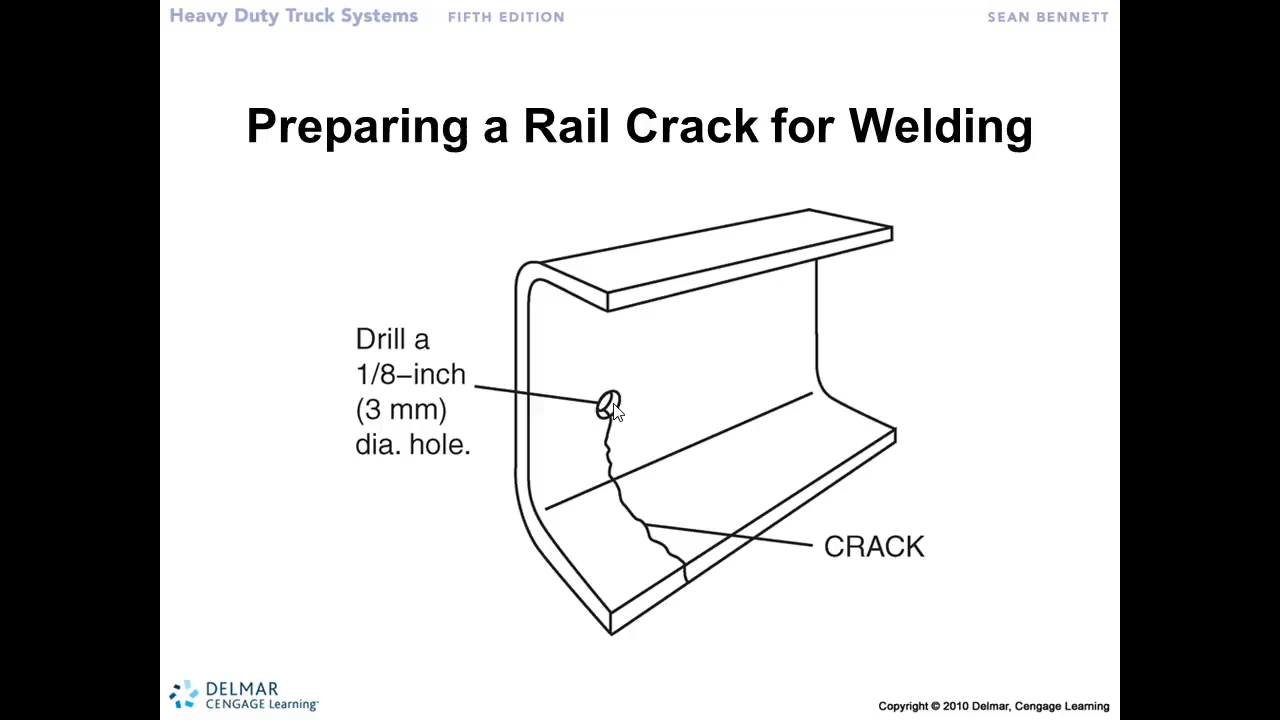 Heavy Duty Truck Systems FIFTH EDITION SEAN BENNETT
Preparing a Rail Crack for Welding
Drill a
1/8–inch
(3 mm)
dia. hole.
CRACK
DELMAR
CENGAGE Learning™
Copyright © 2010 Delmar, Cengage Learning